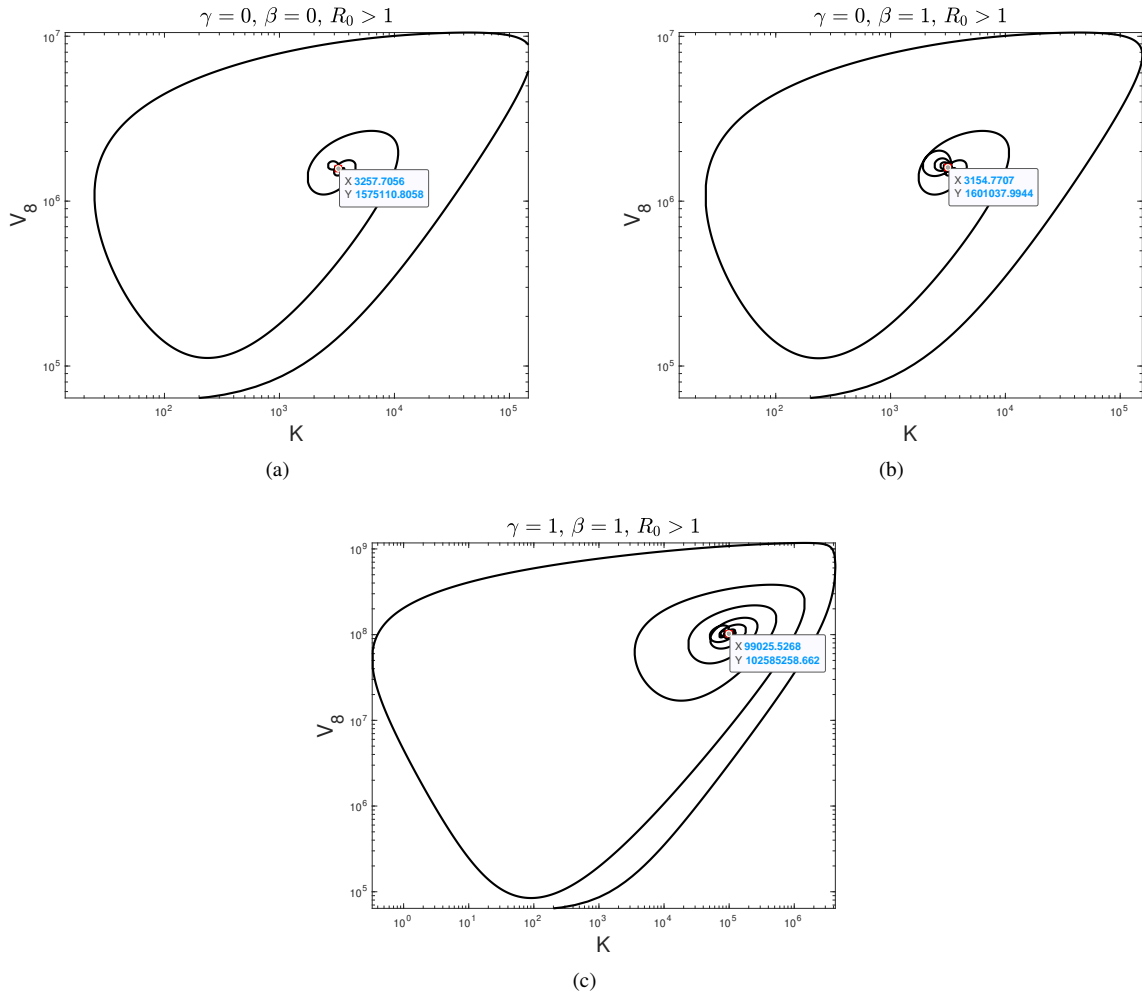 γ = 0, β = 0, R₀ > 1
10⁷
10⁶
10⁵
V₈
X 3257.7056
Y 1575110.8058
10² 10³ 10⁴ 10⁵
K
(a)
γ = 0, β = 1, R₀ > 1
10⁷
10⁶
10⁵
V₈
X 3154.7707
Y 1601037.9944
10² 10³ 10⁴ 10⁵
K
(b)
γ = 1, β = 1, R₀ > 1
10⁹
10⁸
10⁷
10⁶
10⁵
V₈
X 99025.5268
Y 102585258.662
10⁰ 10¹ 10² 10³ 10⁴ 10⁵ 10⁶
K
(c)